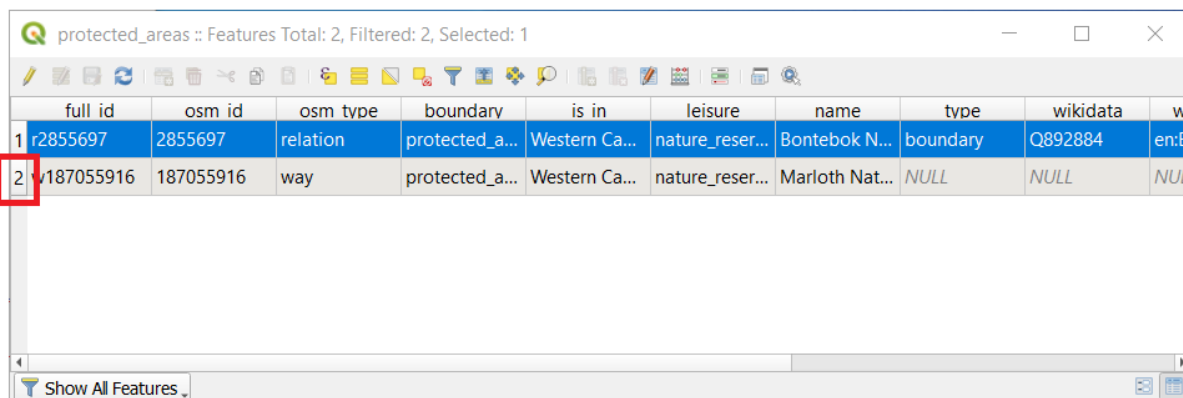 protected_areas :: Features Total: 2, Filtered: 2, Selected: 1
full_id osm_id osm_type boundary is_in leisure name type wikidata w
1 r2855697 2855697 relation protected_a... Western Ca... nature_reser... Bontebok N... boundary Q892884 en:B
2 w187055916 187055916 way protected_a... Western Ca... nature_reser... Marloth Nat... NULL NULL NUL
Show All Features